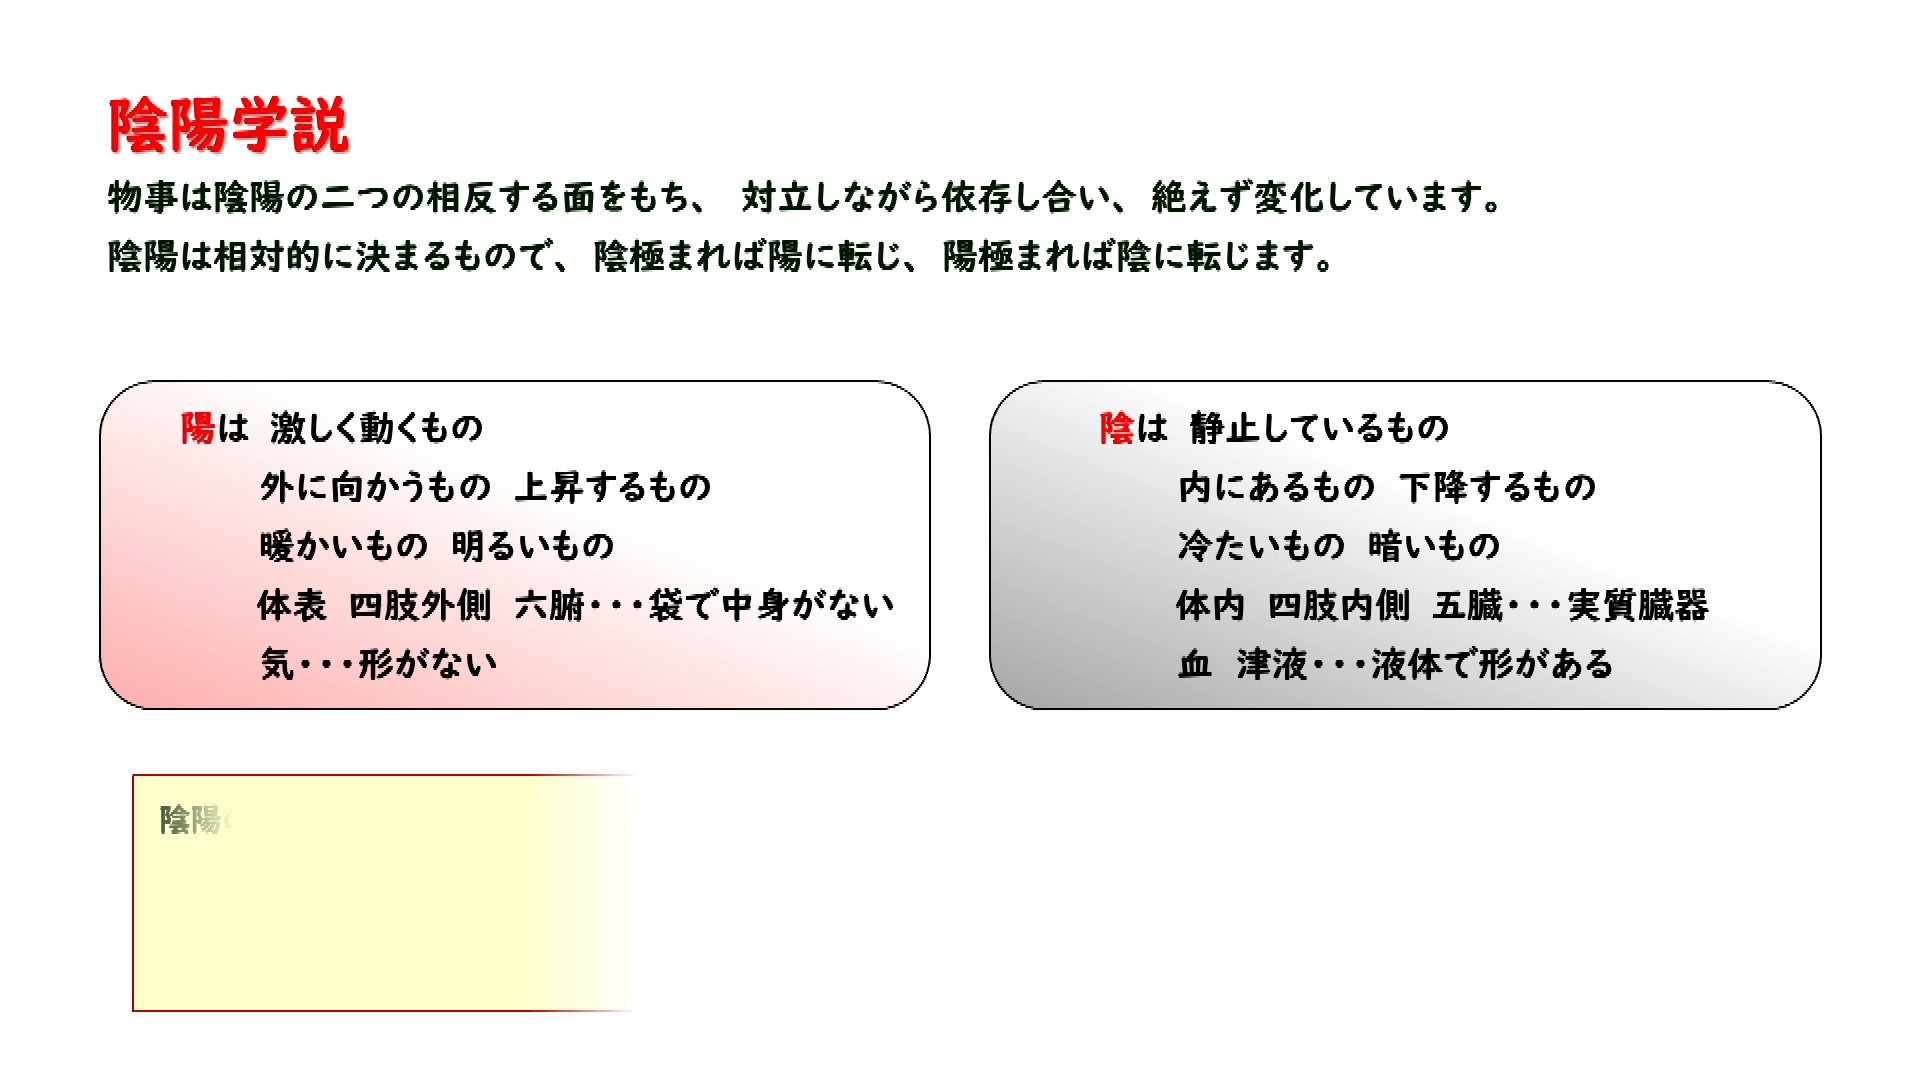 陰陽学説
物事は陰陽の二つの相反する面をもち、 対立しながら依存し合い、絶えず変化しています。
陰陽は相対的に決まるもので、陰極まれば陽に転じ、陽極まれば陰に転じます。
陽は 激しく動くもの
外に向かうもの 上昇するもの
暖かいもの 明るいもの
体表 四肢外側 六腑・・・袋で中身がない
気・・・形がない
陰は 静止しているもの
内にあるもの 下降するもの
冷たいもの 暗いもの
体内 四肢内側 五臓・・・実質臓器
血 津液・・・液体で形がある
陰陽